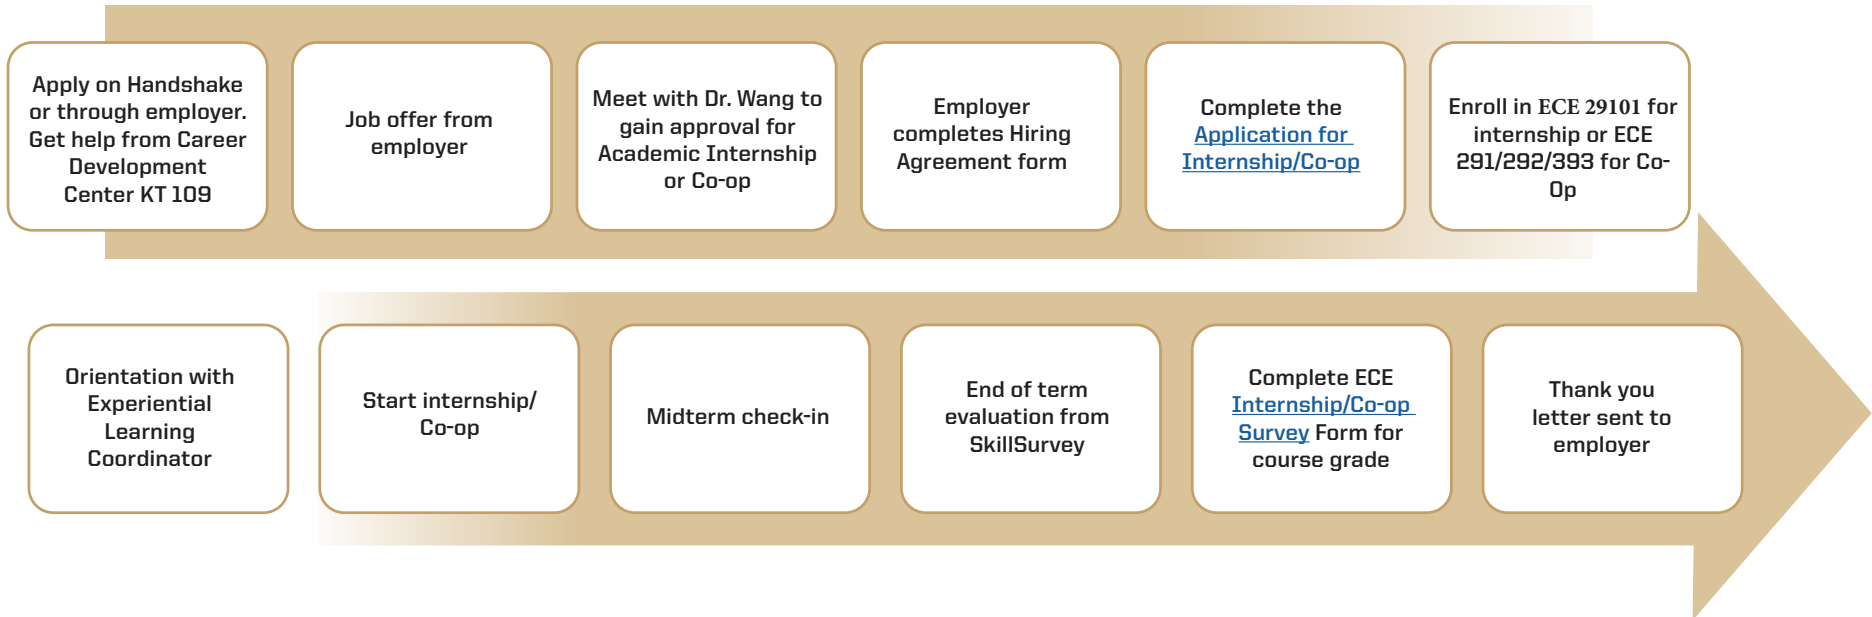 Apply on Handshake
or through employer.
Get help from Career
Development
Center KT 109
Job offer from
employer
Meet with Dr. Wang to
gain approval for
Academic Internship
or Co-op
Employer
completes Hiring
Agreement form
Complete the
Application for
Internship/Co-op
Enroll in ECE 29101 for
internship or ECE
291/292/393 for Co-
Op
Orientation with
Experiential
Learning
Coordinator
Start internship/
Co-op
Midterm check-in
End of term
evaluation from
SkillSurvey
Complete ECE
Internship/Co-op
Survey Form for
course grade
Thank you
letter sent to
employer